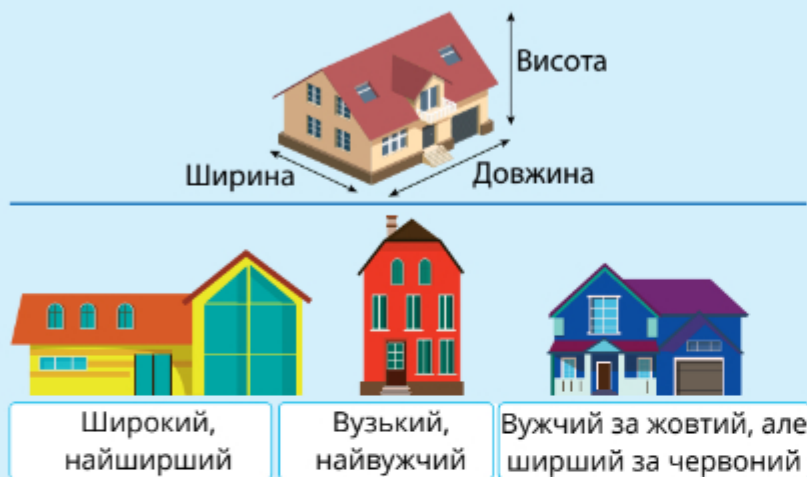 Висота
Ширина
Довжина
Широкий,
найширший
Вузький,
найвужчий
Вужчий за жовтий, але
ширший за червоний